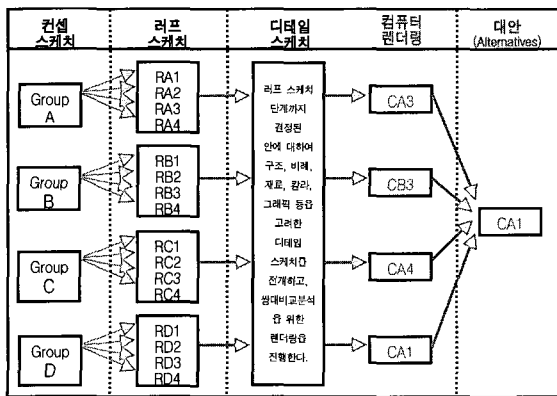 컨셉
스케치
러프
스케치
디테일
스케치
컴퓨터
렌더링
대안
(Alternatives)
Group
A
RA1
RA2
RA3
RA4
Group
B
RB1
RB2
RB3
RB4
Group
C
RC1
RC2
RC3
RC4
Group
D
RD1
RD2
RD3
RD4
러프 스케치
단계까지
결정된
안에 대하여
구조, 비례,
재료, 칼라,
그래픽 등을
고려한
디테일
스케치를
전개하고,
쌍대비교분석
을 위한
렌더링을
진행한다.
CA3
CB3
CA4
CA1
CA1